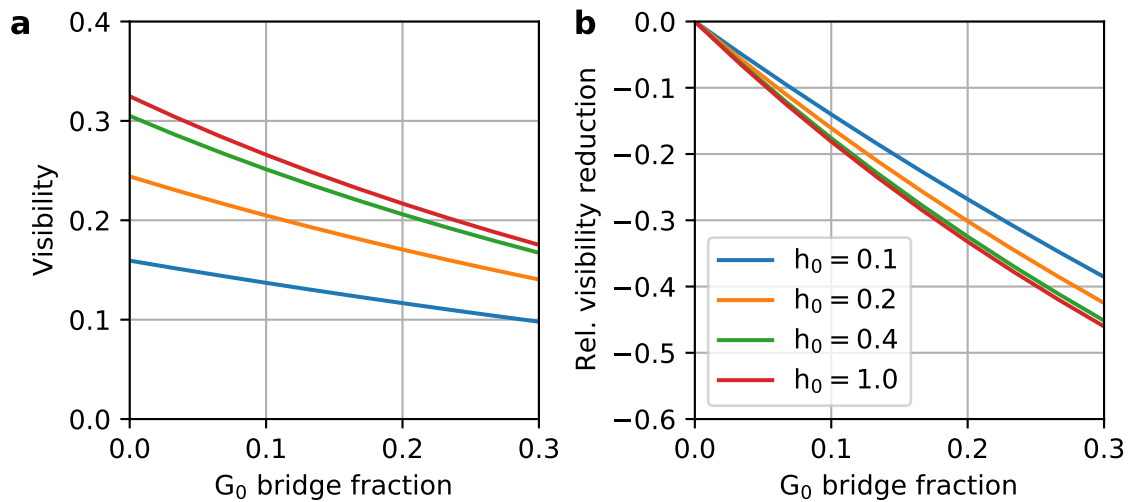 a
0.4
0.3
0.2
0.1
0.0
Visibility
0.0 0.1 0.2 0.3
G₀ bridge fraction
b
0.0
−0.1
−0.2
−0.3
−0.4
−0.5
−0.6
Rel. visibility reduction
h₀ = 0.1
h₀ = 0.2
h₀ = 0.4
h₀ = 1.0
0.0 0.1 0.2 0.3
G₀ bridge fraction